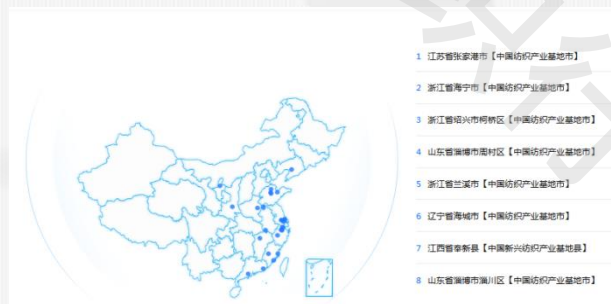 1 江苏省张家港市【中国纺织产业基地市】
2 浙江省海宁市【中国纺织产业基地市】
3 浙江省绍兴市柯桥区【中国纺织产业基地市】
4 山东省淄博市周村区【中国纺织产业基地市】
5 浙江省兰溪市【中国纺织产业基地市】
6 辽宁省海城市【中国纺织产业基地市】
7 江西省奉新县【中国新兴纺织产业基地县】
8 山东省淄博市淄川区【中国纺织产业基地市】